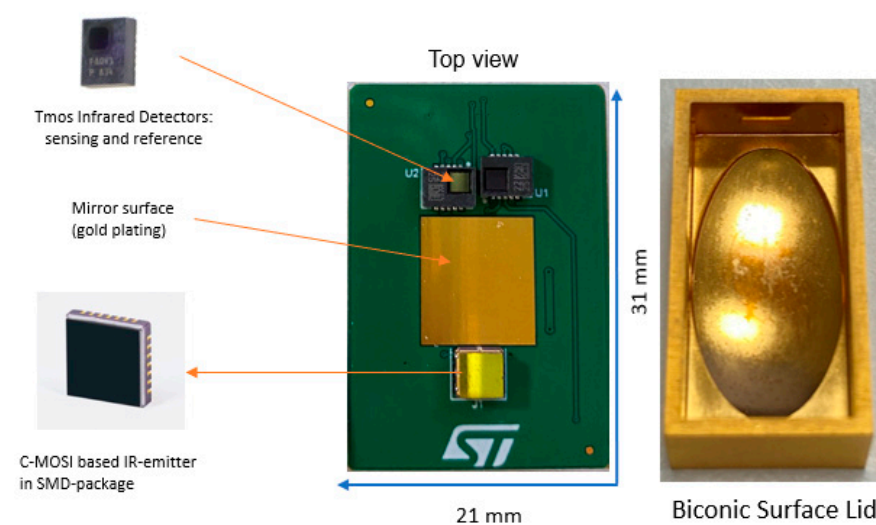 Top view
Tmos Infrared Detectors:
sensing and reference
U2
U1
Mirror surface
(gold plating)
31 mm
C-MOSI based IR-emitter
in SMD-package
ST
21 mm
Biconic Surface Lid